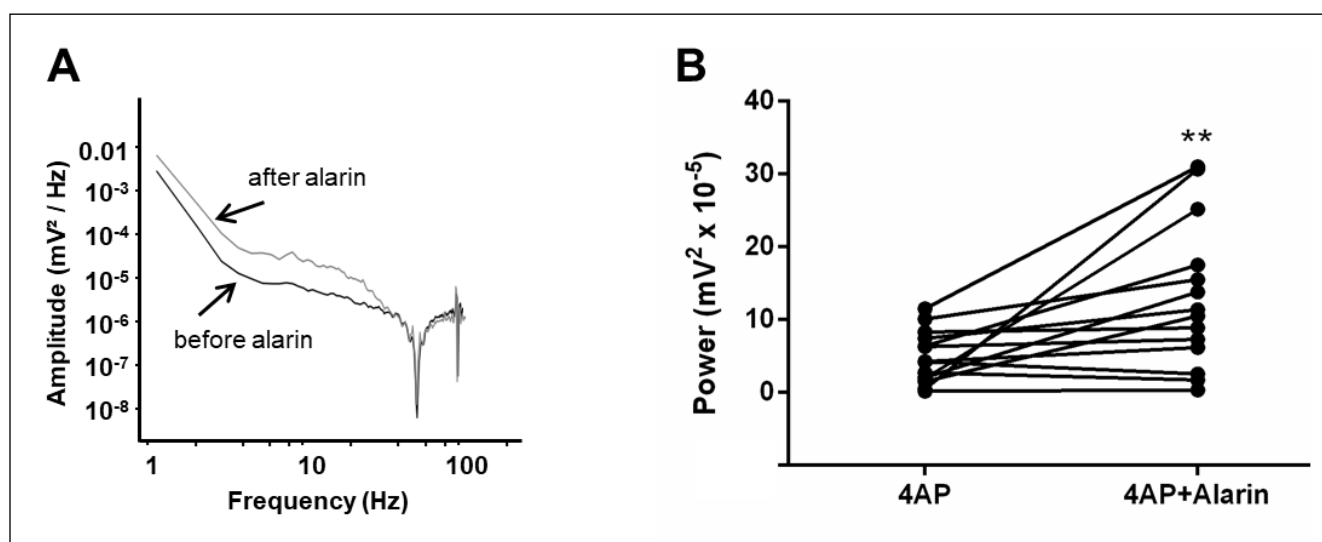 A
Amplitude (mV² / Hz)
0.01
10⁻³
10⁻⁴
10⁻⁵
10⁻⁶
10⁻⁷
10⁻⁸
after alarin
before alarin
1 10 100
Frequency (Hz)
B
Power (mV² x 10⁻⁵)
40
30
20
10
0
**
4AP 4AP+Alarin